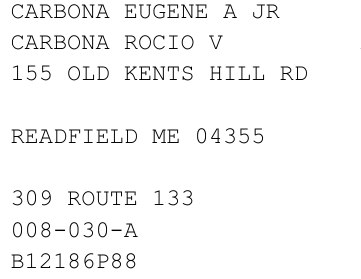 CARBONA EUGENE A JR
CARBONA ROCIO V
155 OLD KENTS HILL RD
READFIELD ME 04355
309 ROUTE 133
008-030-A
B12186P88